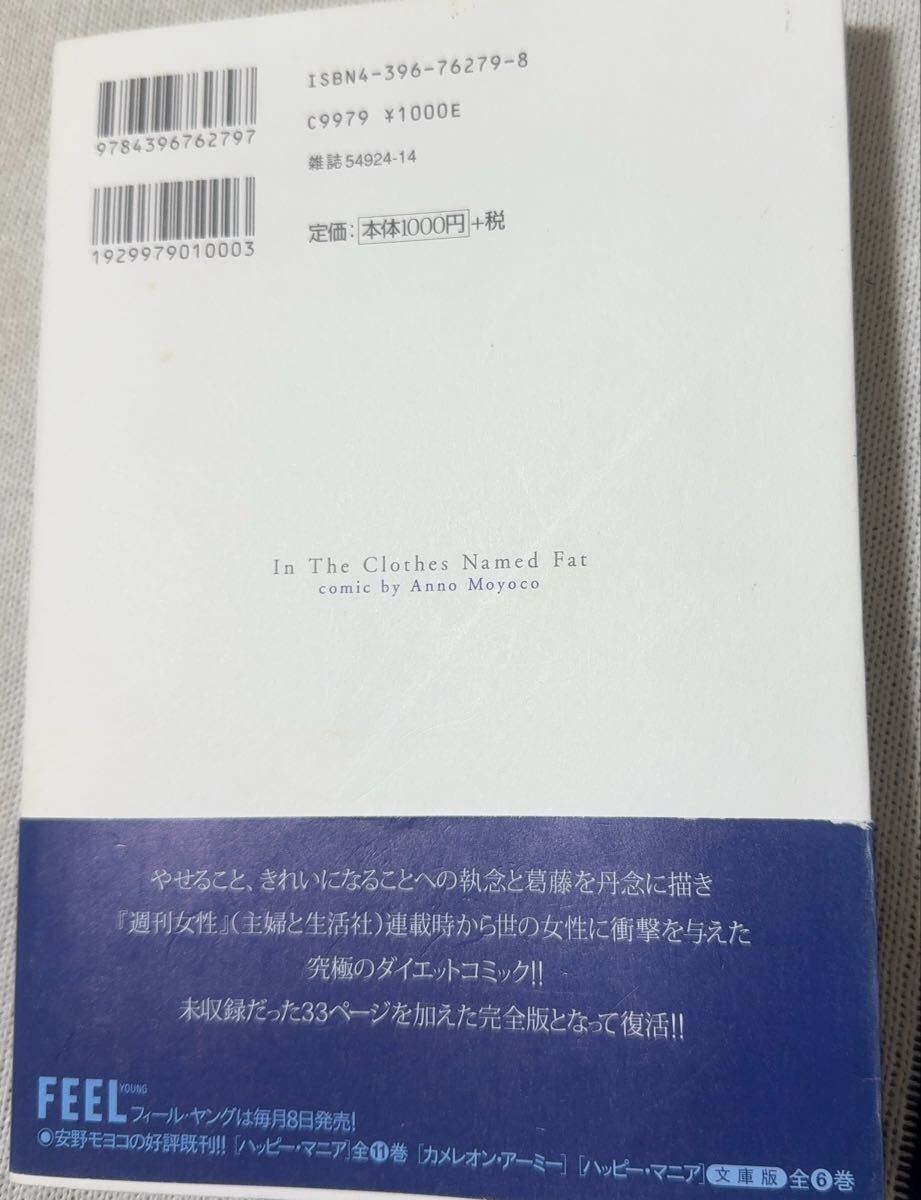 ISBN4-396-76279-8
C9979 ¥1000E
雑誌54924-14
定価：本体1000円+税
9784396762797
1929979010003
In The Clothes Named Fat
comic by Anno Moyoco
やせること、きれいになることへの執念と葛藤を丹念に描き
『週刊女性』（主婦と生活社）連載時から世の女性に衝撃を与えた
究極のダイエットコミック!!
未収録だった33ページを加えた完全版となって復活!!
FEEL YOUNG フィール・ヤングは毎月8日発売！
◉安野モヨコの好評既刊!! ［ハッピー・マニア］全⓫巻 ［カメレオン・アーミー］ ［ハッピー・マニア］文庫版 全❻巻